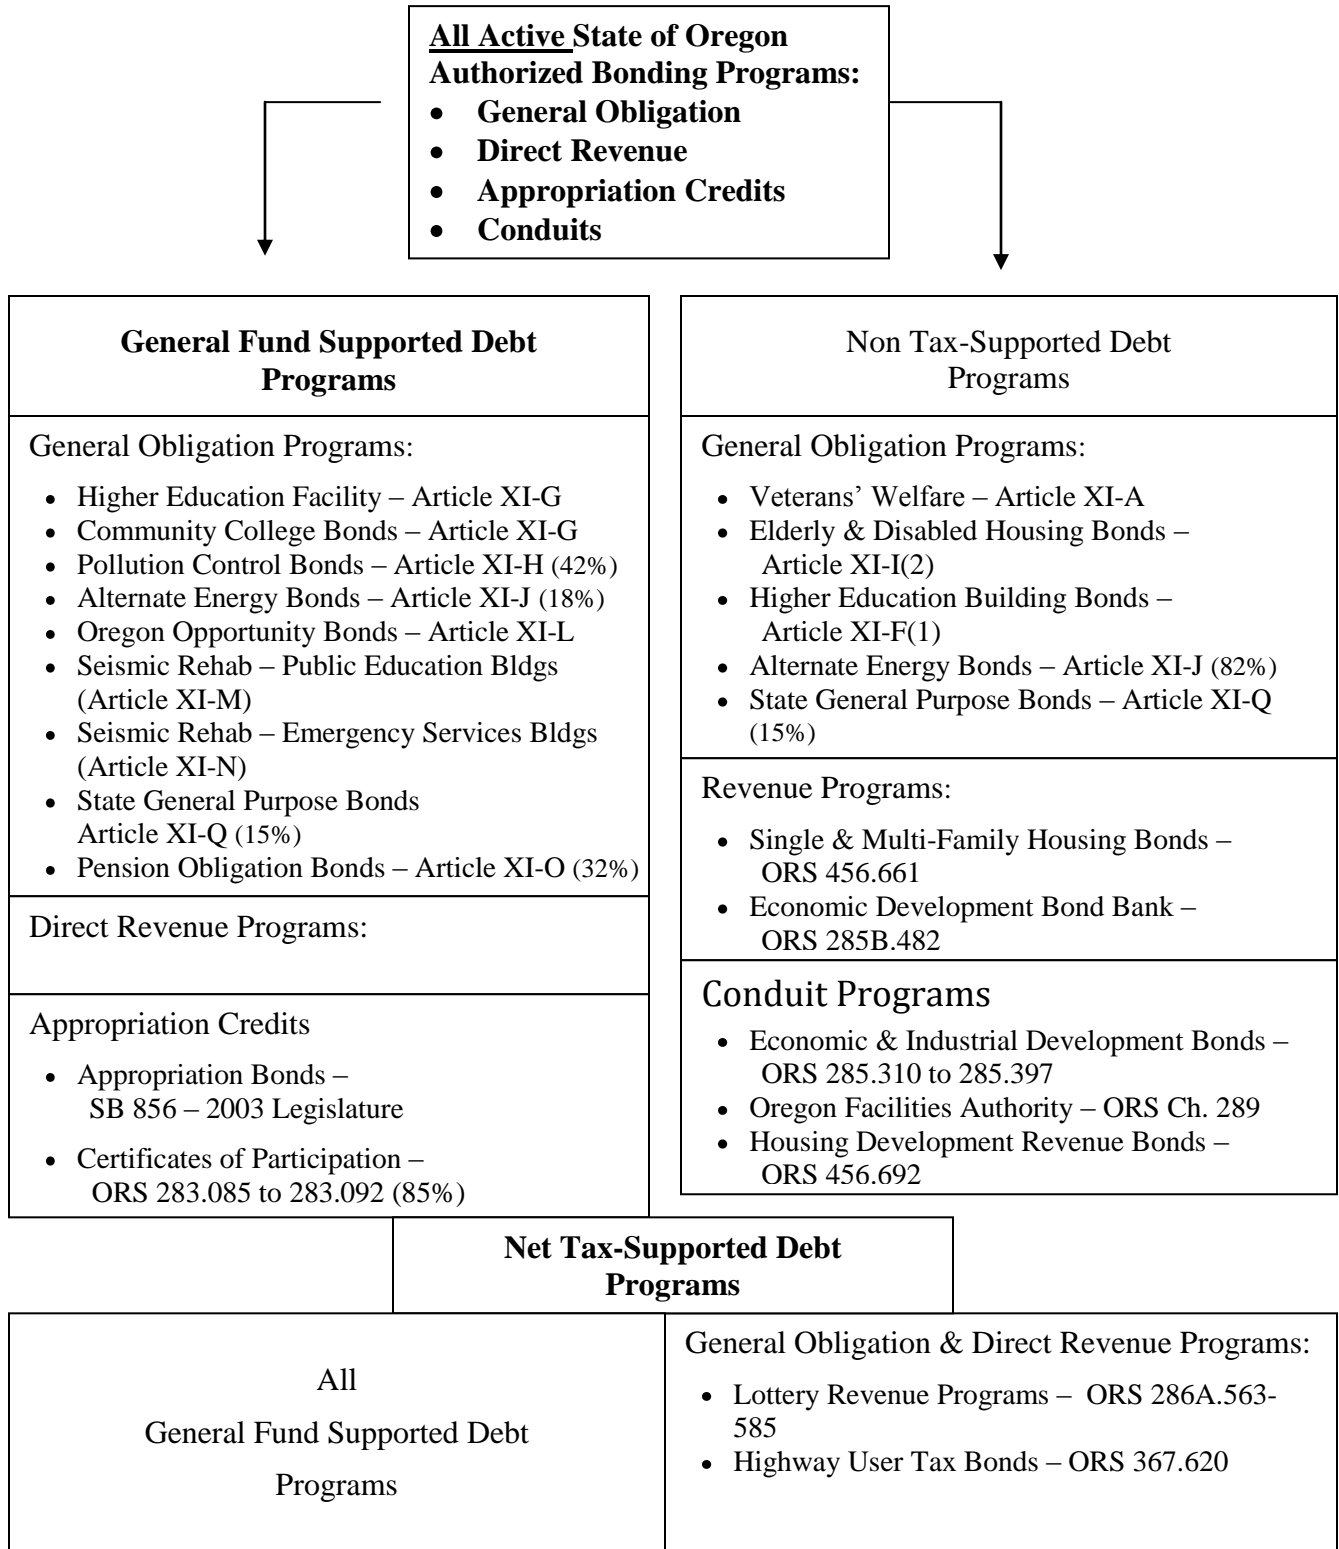 All Active State of Oregon
Authorized Bonding Programs:
• General Obligation
• Direct Revenue
• Appropriation Credits
• Conduits
General Fund Supported Debt
Programs
General Obligation Programs:
• Higher Education Facility – Article XI-G
• Community College Bonds – Article XI-G
• Pollution Control Bonds – Article XI-H (42%)
• Alternate Energy Bonds – Article XI-J (18%)
• Oregon Opportunity Bonds – Article XI-L
• Seismic Rehab – Public Education Bldgs
(Article XI-M)
• Seismic Rehab – Emergency Services Bldgs
(Article XI-N)
• State General Purpose Bonds
Article XI-Q (15%)
• Pension Obligation Bonds – Article XI-O (32%)
Direct Revenue Programs:
Appropriation Credits
• Appropriation Bonds –
SB 856 – 2003 Legislature
• Certificates of Participation –
ORS 283.085 to 283.092 (85%)
Non Tax-Supported Debt
Programs
General Obligation Programs:
• Veterans’ Welfare – Article XI-A
• Elderly & Disabled Housing Bonds –
Article XI-I(2)
• Higher Education Building Bonds –
Article XI-F(1)
• Alternate Energy Bonds – Article XI-J (82%)
• State General Purpose Bonds – Article XI-Q
(15%)
Revenue Programs:
• Single & Multi-Family Housing Bonds –
ORS 456.661
• Economic Development Bond Bank –
ORS 285B.482
Conduit Programs
• Economic & Industrial Development Bonds –
ORS 285.310 to 285.397
• Oregon Facilities Authority – ORS Ch. 289
• Housing Development Revenue Bonds –
ORS 456.692
Net Tax-Supported Debt
Programs
All
General Fund Supported Debt
Programs
General Obligation & Direct Revenue Programs:
• Lottery Revenue Programs – ORS 286A.563-
585
• Highway User Tax Bonds – ORS 367.620